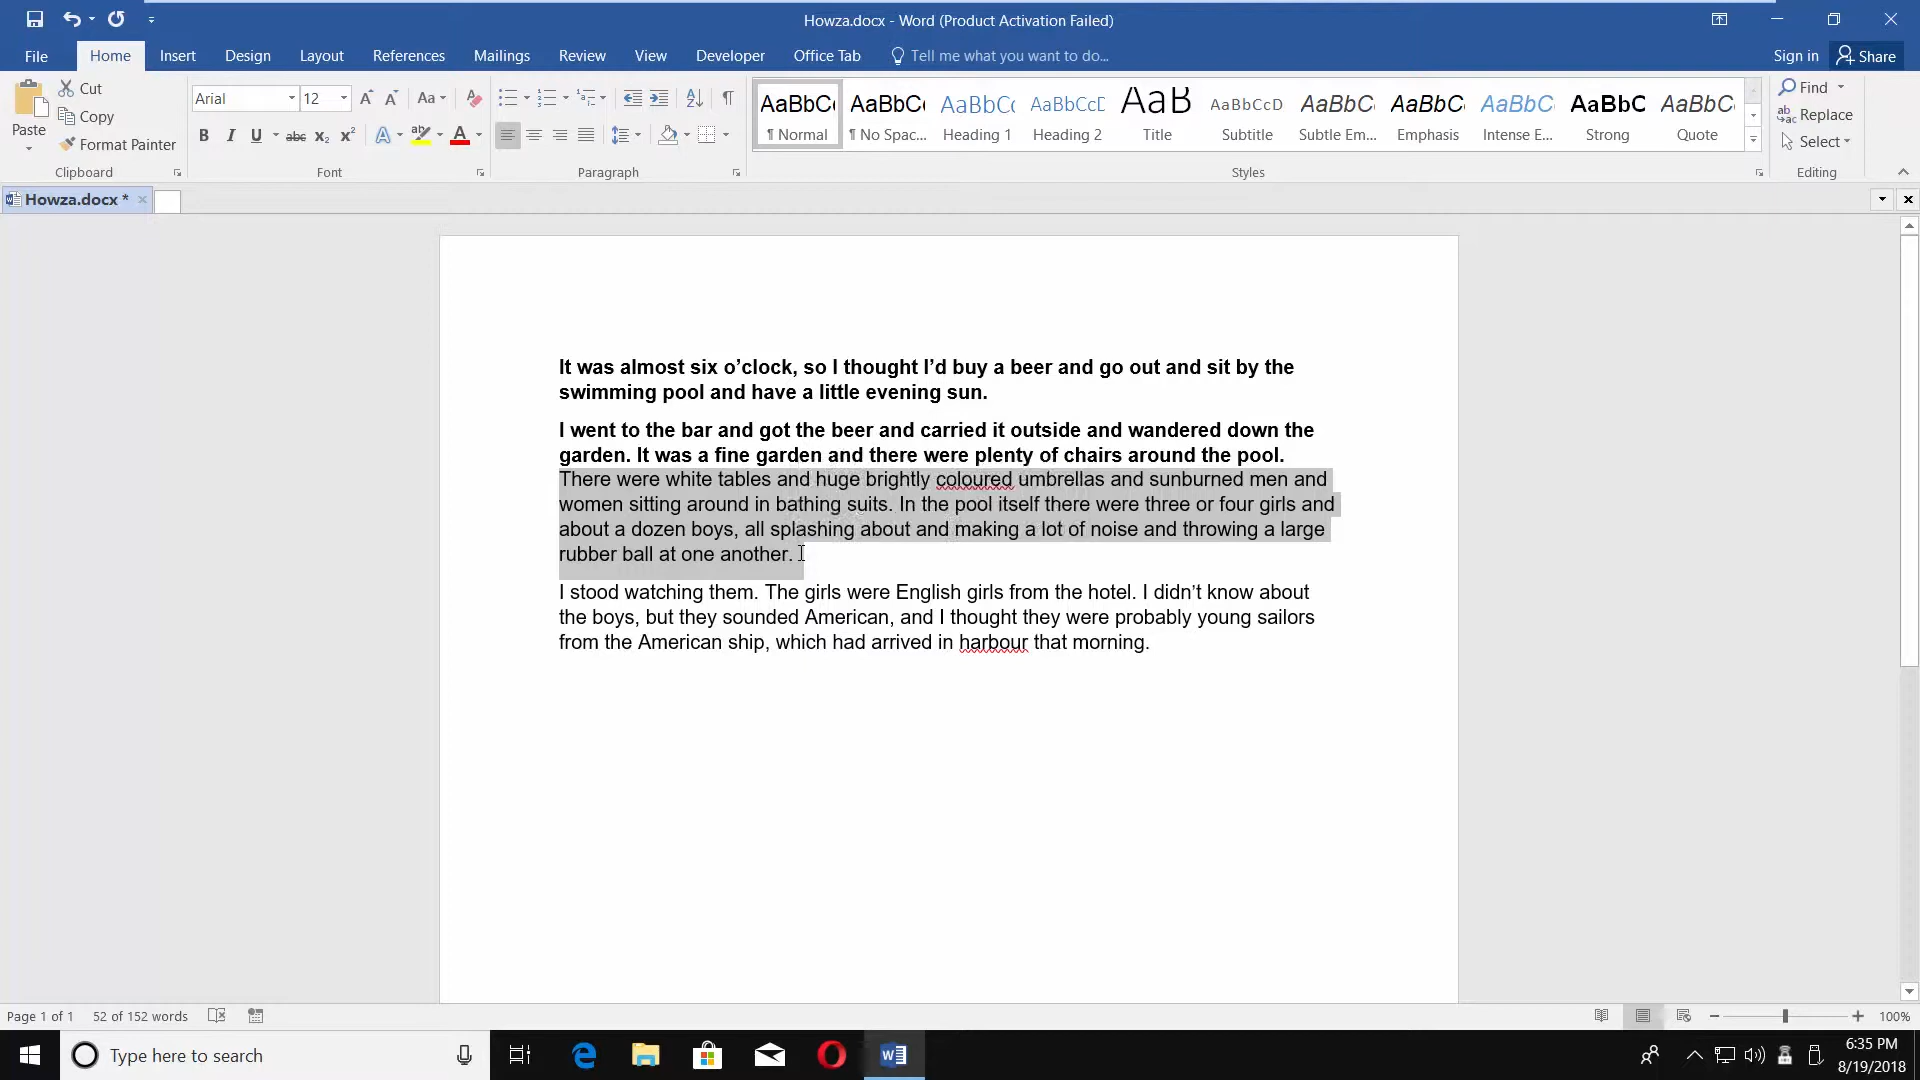 Howza.docx - Word (Product Activation Failed)
File Home Insert Design Layout References Mailings Review View Developer Office Tab Tell me what you want to do... Sign in Share
Paste
Cut
Copy
Format Painter
Clipboard
Arial 12
Font
Paragraph
AaBbC AaBbC AaBbC AaBbCcD AaB AaBbCcD AaBbC AaBbC AaBbC AaBbC AaBbC
¶ Normal ¶ No Spac... Heading 1 Heading 2 Title Subtitle Subtle Em... Emphasis Intense E... Strong Quote
Styles
Find
Replace
Select
Editing
Howza.docx *
It was almost six o’clock, so I thought I’d buy a beer and go out and sit by the
swimming pool and have a little evening sun.
I went to the bar and got the beer and carried it outside and wandered down the
garden. It was a fine garden and there were plenty of chairs around the pool.
There were white tables and huge brightly coloured umbrellas and sunburned men and
women sitting around in bathing suits. In the pool itself there were three or four girls and
about a dozen boys, all splashing about and making a lot of noise and throwing a large
rubber ball at one another.
I stood watching them. The girls were English girls from the hotel. I didn’t know about
the boys, but they sounded American, and I thought they were probably young sailors
from the American ship, which had arrived in harbour that morning.
Page 1 of 1 52 of 152 words 100%
Type here to search
6:35 PM
8/19/2018